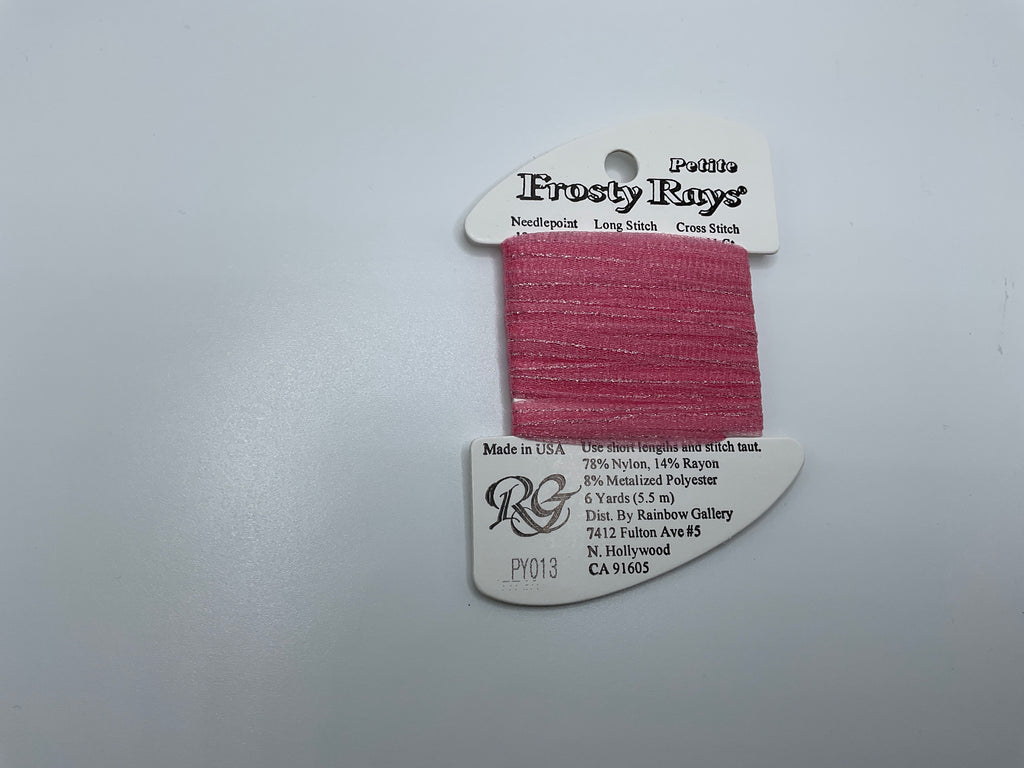 Petite
Frosty Rays®
Needlepoint Long Stitch Cross Stitch
Made in USA Use short lengths and stitch taut.
78% Nylon, 14% Rayon
8% Metalized Polyester
RG
6 Yards (5.5 m)
Dist. By Rainbow Gallery
7412 Fulton Ave #5
N. Hollywood
PY013
CA 91605